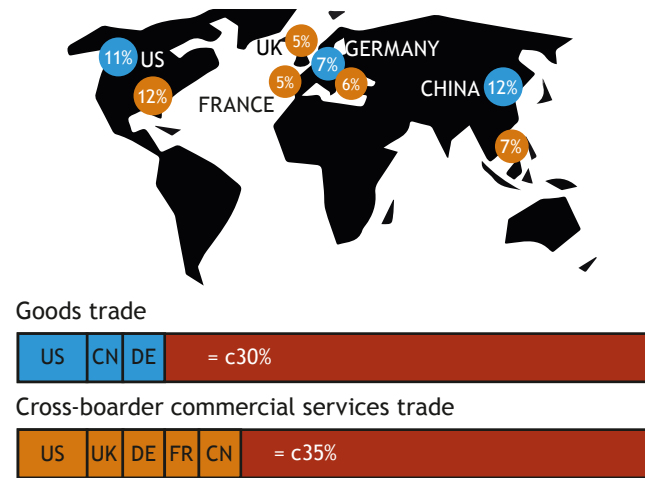 UK 5%
11% US
GERMANY
7%
12%
5%
6%
FRANCE
CHINA 12%
7%
Goods trade
US CN DE = c30%
Cross-boarder commercial services trade
US UK DE FR CN = c35%